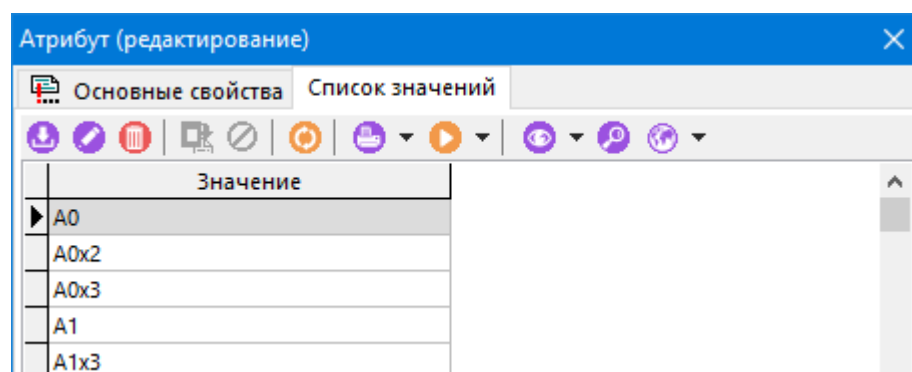 Атрибут (редактирование)
Основные свойства Список значений
Значение
A0
A0x2
A0x3
A1
A1x3